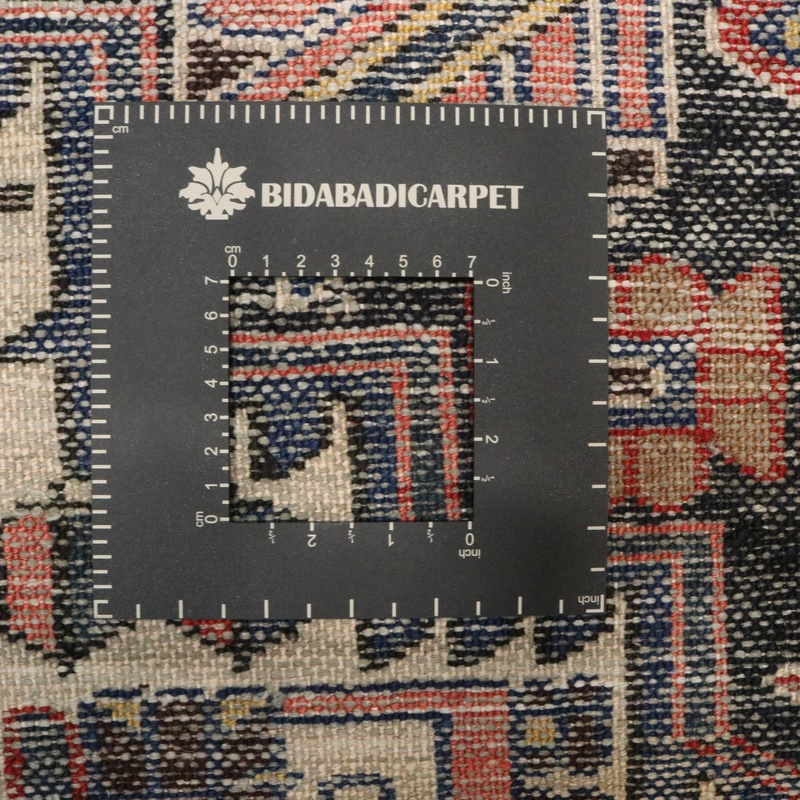 cm
BIDABADICARPET
cm
0 1 2 3 4 5 6 7
7 6 5 4 3 2 1 0
cm
0 ½ 1 ½ 2 ½
inch
½ 2 ½ 1 ½ 0
inch
inch